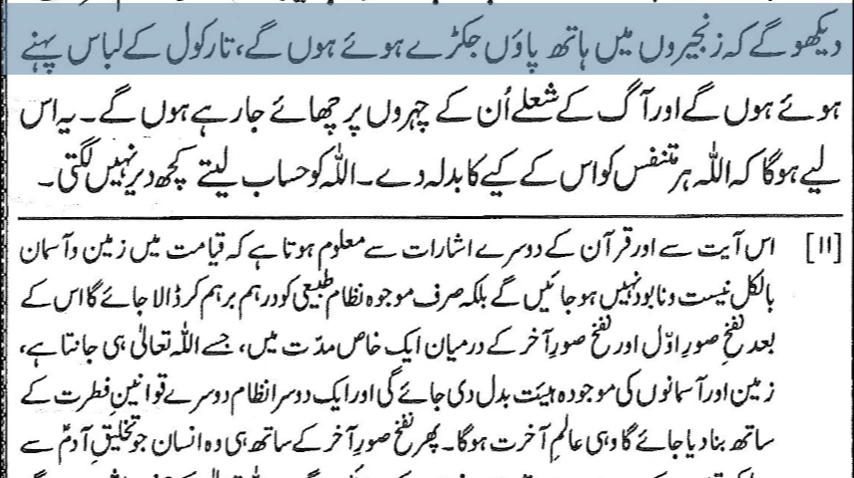 دیکھو گے کہ زنجیروں میں ہاتھ پاؤں جکڑے ہوئے ہوں گے، تارکول کے لباس پہنے
ہوئے ہوں گے اور آگ کے شعلے اُن کے چہروں پر چھائے جا رہے ہوں گے۔ یہ اس
لیے ہوگا کہ اللہ ہر متنفس کو اس کے کیے کا بدلہ دے۔ اللہ کو حساب لیتے کچھ دیر نہیں لگتی۔
[۱۱] اس آیت سے اور قرآن کے دوسرے اشارات سے معلوم ہوتا ہے کہ قیامت میں زمین و آسمان
بالکل نیست و نابود نہیں ہو جائیں گے بلکہ صرف موجودہ نظام طبیعی کو درہم برہم کر ڈالا جائے گا اس کے
بعد نفخِ صورِ اوّل اور نفخ صورِ آخر کے درمیان ایک خاص مدّت میں، جسے اللہ تعالیٰ ہی جانتا ہے،
زمین اور آسمانوں کی موجودہ ہیئت بدل دی جائے گی اور ایک دوسرا نظام دوسرے قوانینِ فطرت کے
ساتھ بنا دیا جائے گا وہی عالمِ آخرت ہوگا۔ پھر نفخ صورِ آخر کے ساتھ ہی وہ انسان جو تخلیقِ آدمؑ سے